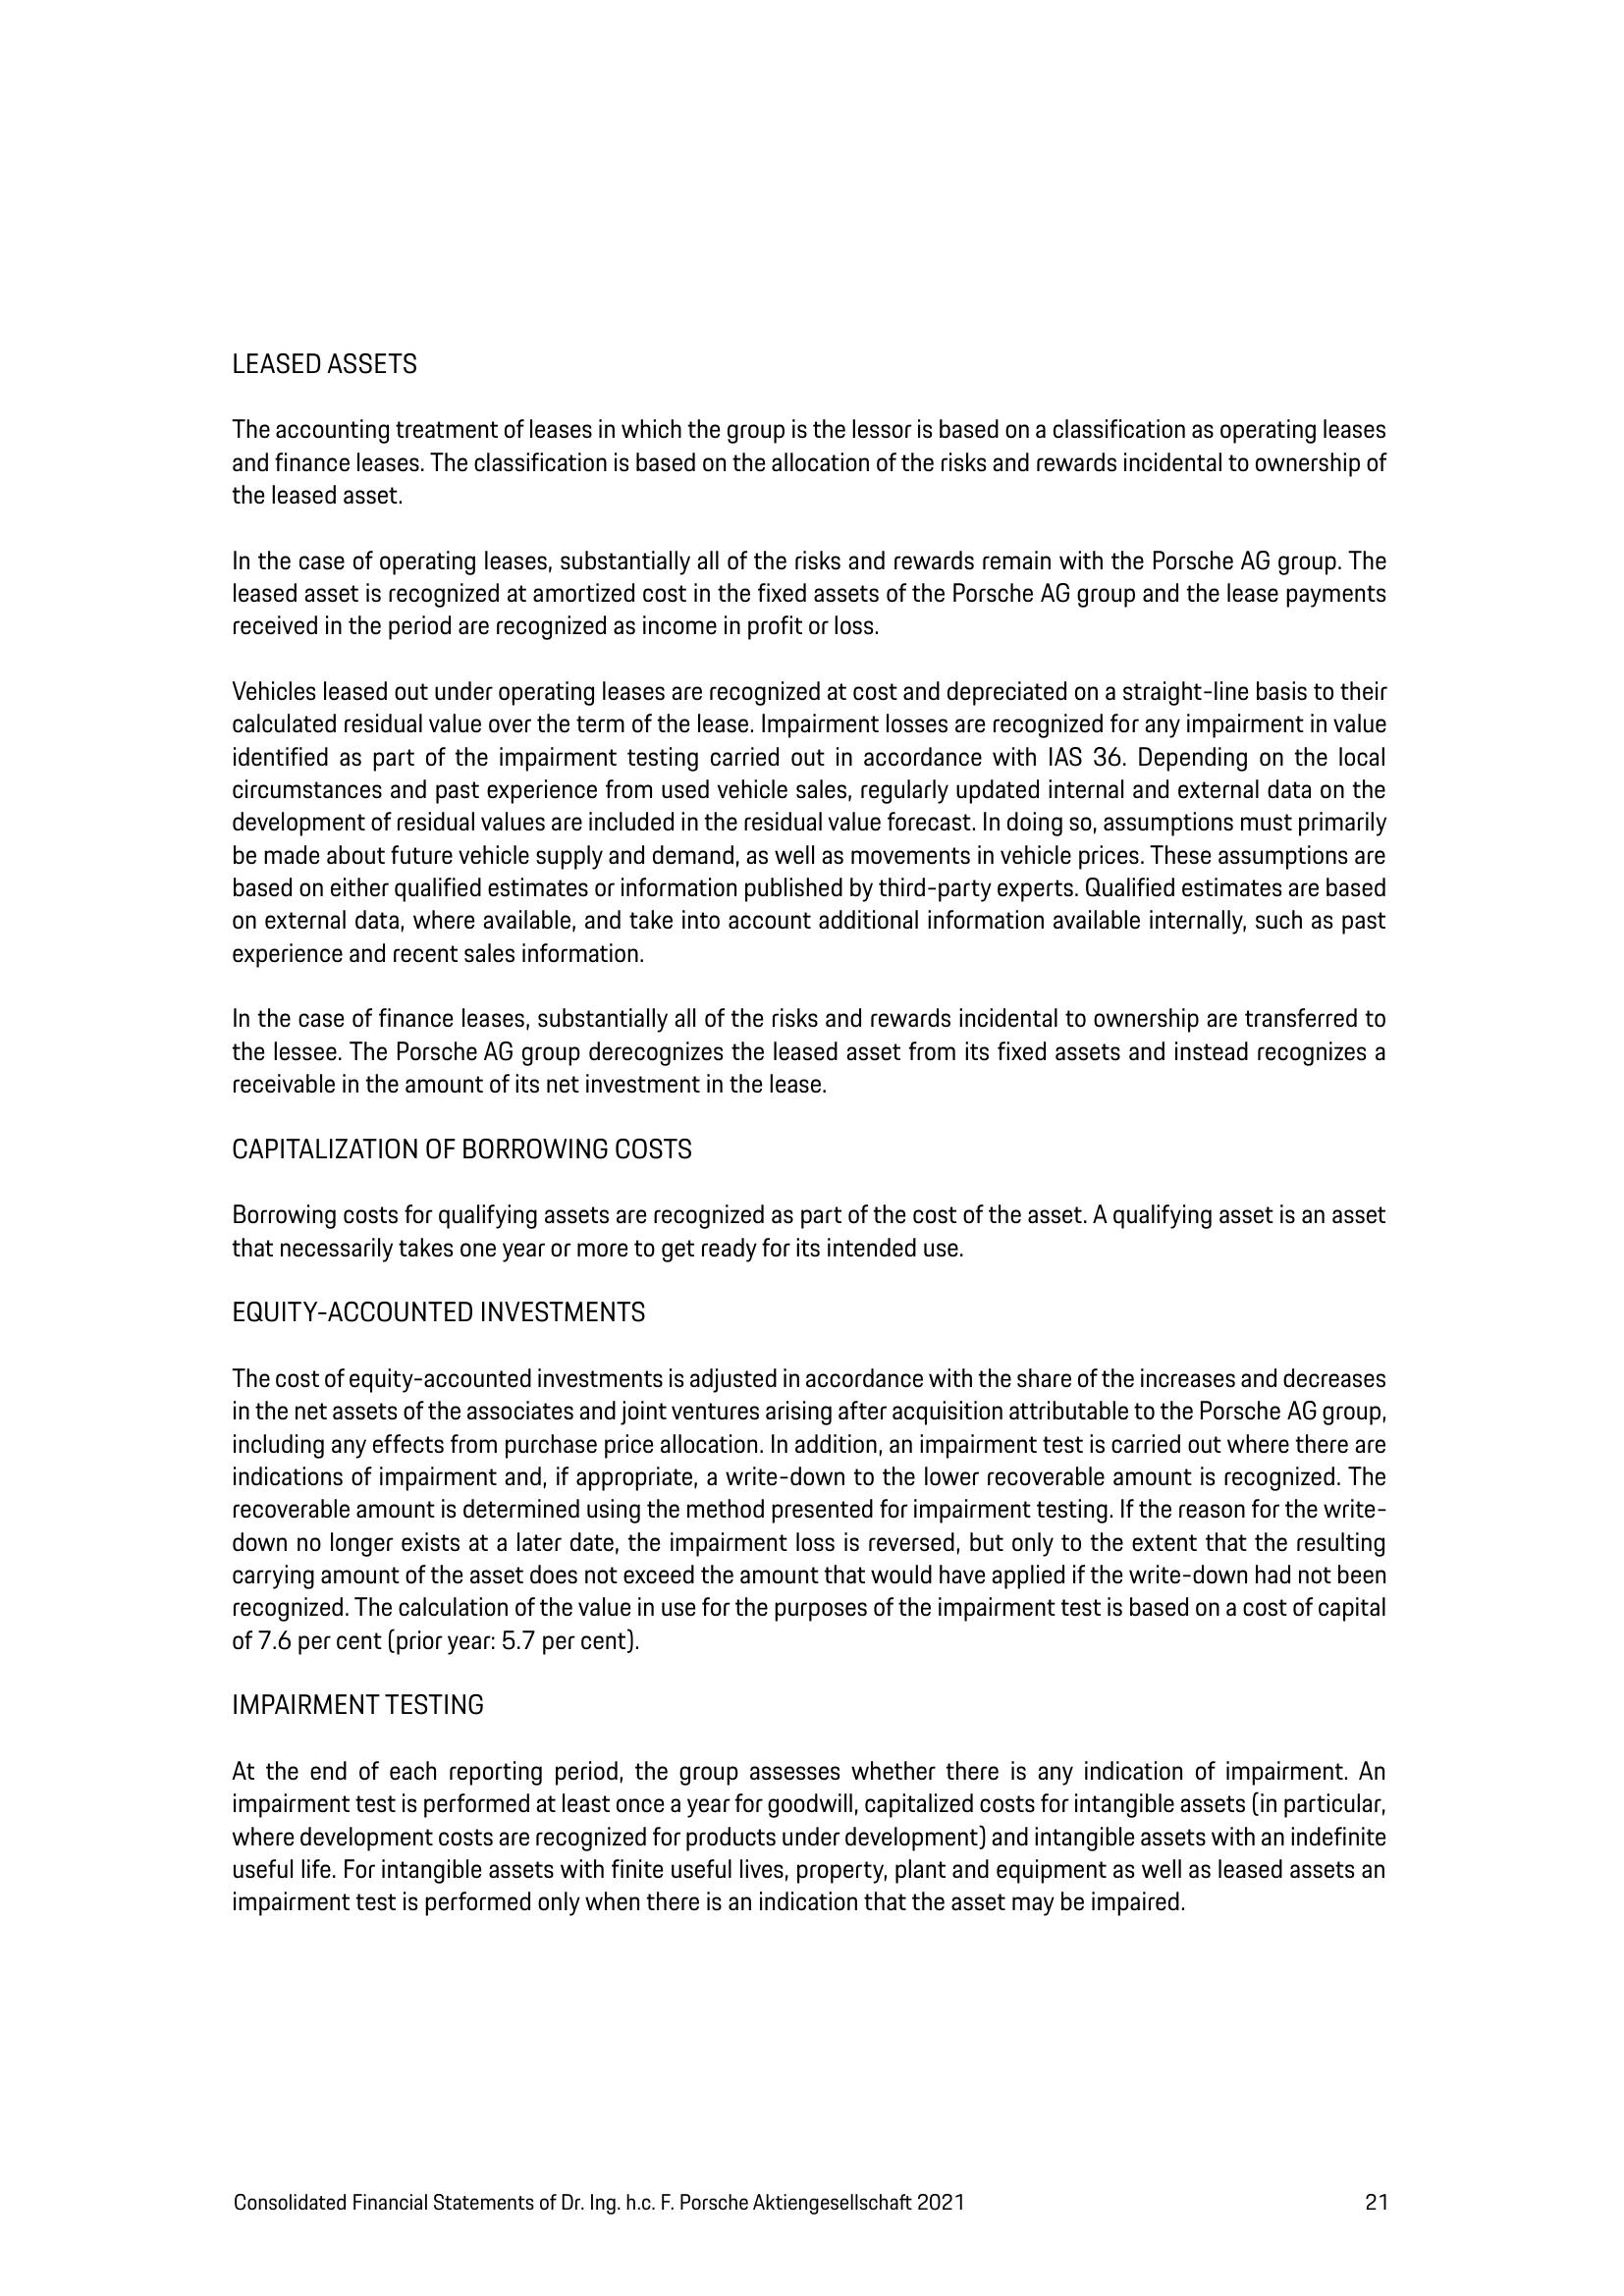 LEASED ASSETS
The accounting treatment of leases in which the group is the lessor is based on a classification as operating leases
and finance leases. The classification is based on the allocation of the risks and rewards incidental to ownership of
the leased asset.
In the case of operating leases, substantially all of the risks and rewards remain with the Porsche AG group. The
leased asset is recognized at amortized cost in the fixed assets of the Porsche AG group and the lease payments
received in the period are recognized as income in profit or loss.
Vehicles leased out under operating leases are recognized at cost and depreciated on a straight-line basis to their
calculated residual value over the term of the lease. Impairment losses are recognized for any impairment in value
identified as part of the impairment testing carried out in accordance with IAS 36. Depending on the local
circumstances and past experience from used vehicle sales, regularly updated internal and external data on the
development of residual values are included in the residual value forecast. In doing so, assumptions must primarily
be made about future vehicle supply and demand, as well as movements in vehicle prices. These assumptions are
based on either qualified estimates or information published by third-party experts. Qualified estimates are based
on external data, where available, and take into account additional information available internally, such as past
experience and recent sales information.
In the case of finance leases, substantially all of the risks and rewards incidental to ownership are transferred to
the lessee. The Porsche AG group derecognizes the leased asset from its fixed assets and instead recognizes a
receivable in the amount of its net investment in the lease.
CAPITALIZATION OF BORROWING COSTS
Borrowing costs for qualifying assets are recognized as part of the cost of the asset. A qualifying asset is an asset
that necessarily takes one year or more to get ready for its intended use.
EQUITY-ACCOUNTED INVESTMENTS
The cost of equity-accounted investments is adjusted in accordance with the share of the increases and decreases
in the net assets of the associates and joint ventures arising after acquisition attributable to the Porsche AG group,
including any effects from purchase price allocation. In addition, an impairment test is carried out where there are
indications of impairment and, if appropriate, a write-down to the lower recoverable amount is recognized. The
recoverable amount is determined using the method presented for impairment testing. If the reason for the write-
down no longer exists at a later date, the impairment loss is reversed, but only to the extent that the resulting
carrying amount of the asset does not exceed the amount that would have applied if the write-down had not been
recognized. The calculation of the value in use for the purposes of the impairment test is based on a cost of capital
of 7.6 per cent (prior year: 5.7 per cent).
IMPAIRMENT TESTING
At the end of each reporting period, the group assesses whether there is any indication of impairment. An
impairment test is performed at least once a year for goodwill, capitalized costs for intangible assets (in particular,
where development costs are recognized for products under development) and intangible assets with an indefinite
useful life. For intangible assets with finite useful lives, property, plant and equipment as well as leased assets an
impairment test is performed only when there is an indication that the asset may be impaired.
Consolidated Financial Statements of Dr. Ing. h.c. F. Porsche Aktiengesellschaft 2021 21